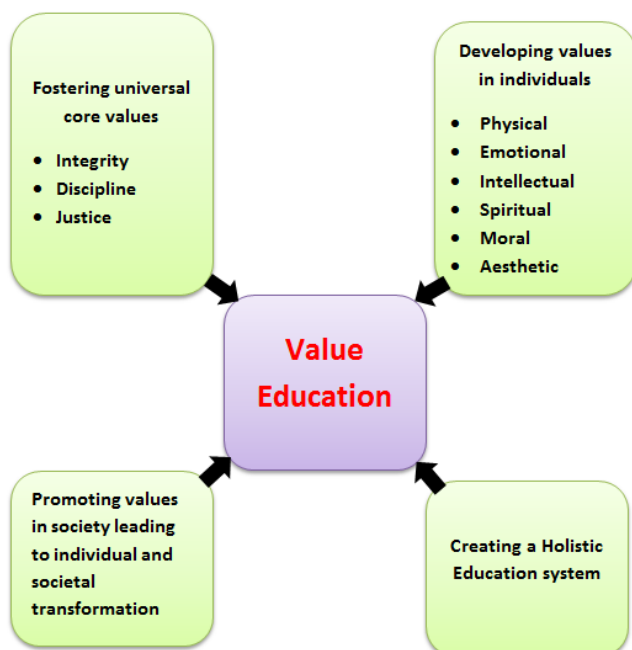 Fostering universal
core values
• Integrity
• Discipline
• Justice
Developing values
in individuals
• Physical
• Emotional
• Intellectual
• Spiritual
• Moral
• Aesthetic
Value
Education
Promoting values
in society leading
to individual and
societal
transformation
Creating a Holistic
Education system